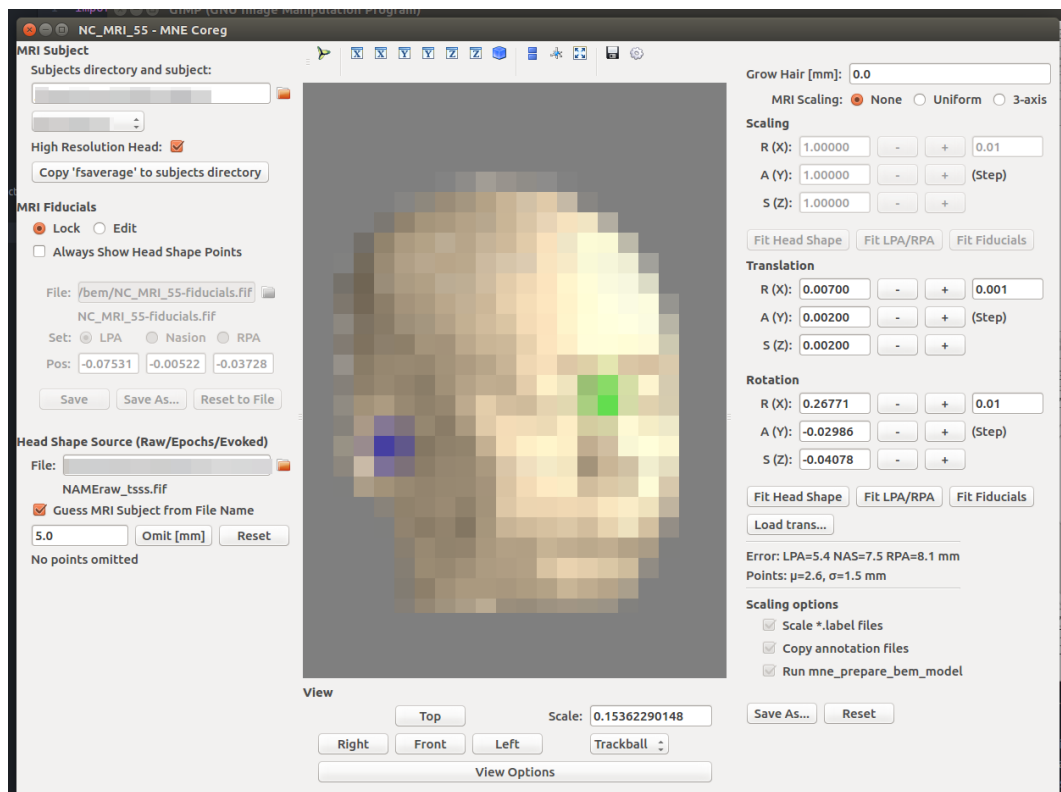 GIMP (GNU Image Manipulation Program)
NC_MRI_55 - MNE Coreg
MRI Subject
Subjects directory and subject:
High Resolution Head:
Copy 'fsaverage' to subjects directory
MRI Fiducials
Lock Edit
Always Show Head Shape Points
File: /bem/NC_MRI_55-fiducials.fif
NC_MRI_55-fiducials.fif
Set: LPA Nasion RPA
Pos: -0.07531 -0.00522 -0.03728
Save Save As... Reset to File
Head Shape Source (Raw/Epochs/Evoked)
File:
NAMEraw_tsss.fif
Guess MRI Subject from File Name
5.0 Omit [mm] Reset
No points omitted
X X Y Y Z Z
View
Top Scale: 0.15362290148
Right Front Left Trackball
View Options
Grow Hair [mm]: 0.0
MRI Scaling: None Uniform 3-axis
Scaling
R (X): 1.00000 - + 0.01
A (Y): 1.00000 - + (Step)
S (Z): 1.00000 - +
Fit Head Shape Fit LPA/RPA Fit Fiducials
Translation
R (X): 0.00700 - + 0.001
A (Y): 0.00200 - + (Step)
S (Z): 0.00200 - +
Rotation
R (X): 0.26771 - + 0.01
A (Y): -0.02986 - + (Step)
S (Z): -0.04078 - +
Fit Head Shape Fit LPA/RPA Fit Fiducials
Load trans...
Error: LPA=5.4 NAS=7.5 RPA=8.1 mm
Points: μ=2.6, σ=1.5 mm
Scaling options
Scale *.label files
Copy annotation files
Run mne_prepare_bem_model
Save As... Reset